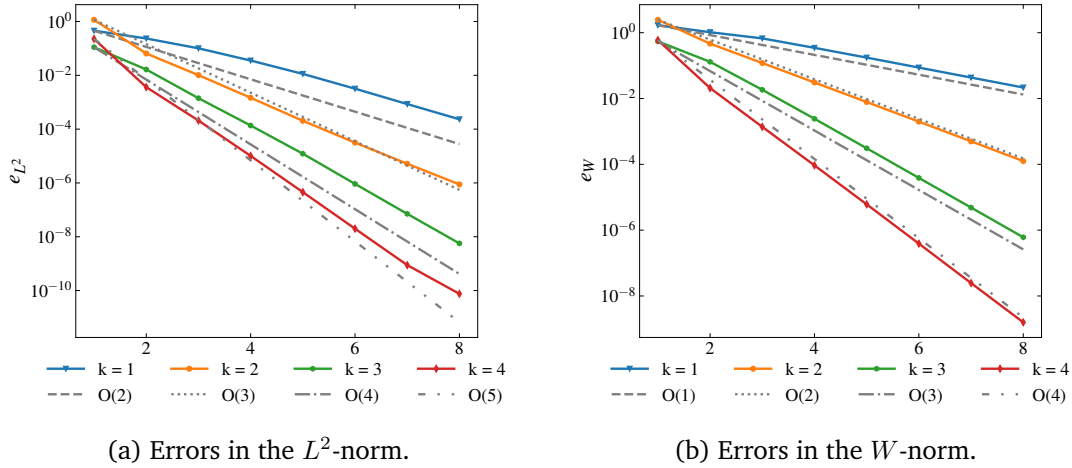 10^0
10^-2
10^-4
10^-6
10^-8
10^-10
e_{L^2}
2 4 6 8
k = 1 k = 2 k = 3 k = 4
O(2) O(3) O(4) O(5)
(a) Errors in the L^2-norm.
10^0
10^-2
10^-4
10^-6
10^-8
e_W
2 4 6 8
k = 1 k = 2 k = 3 k = 4
O(1) O(2) O(3) O(4)
(b) Errors in the W-norm.